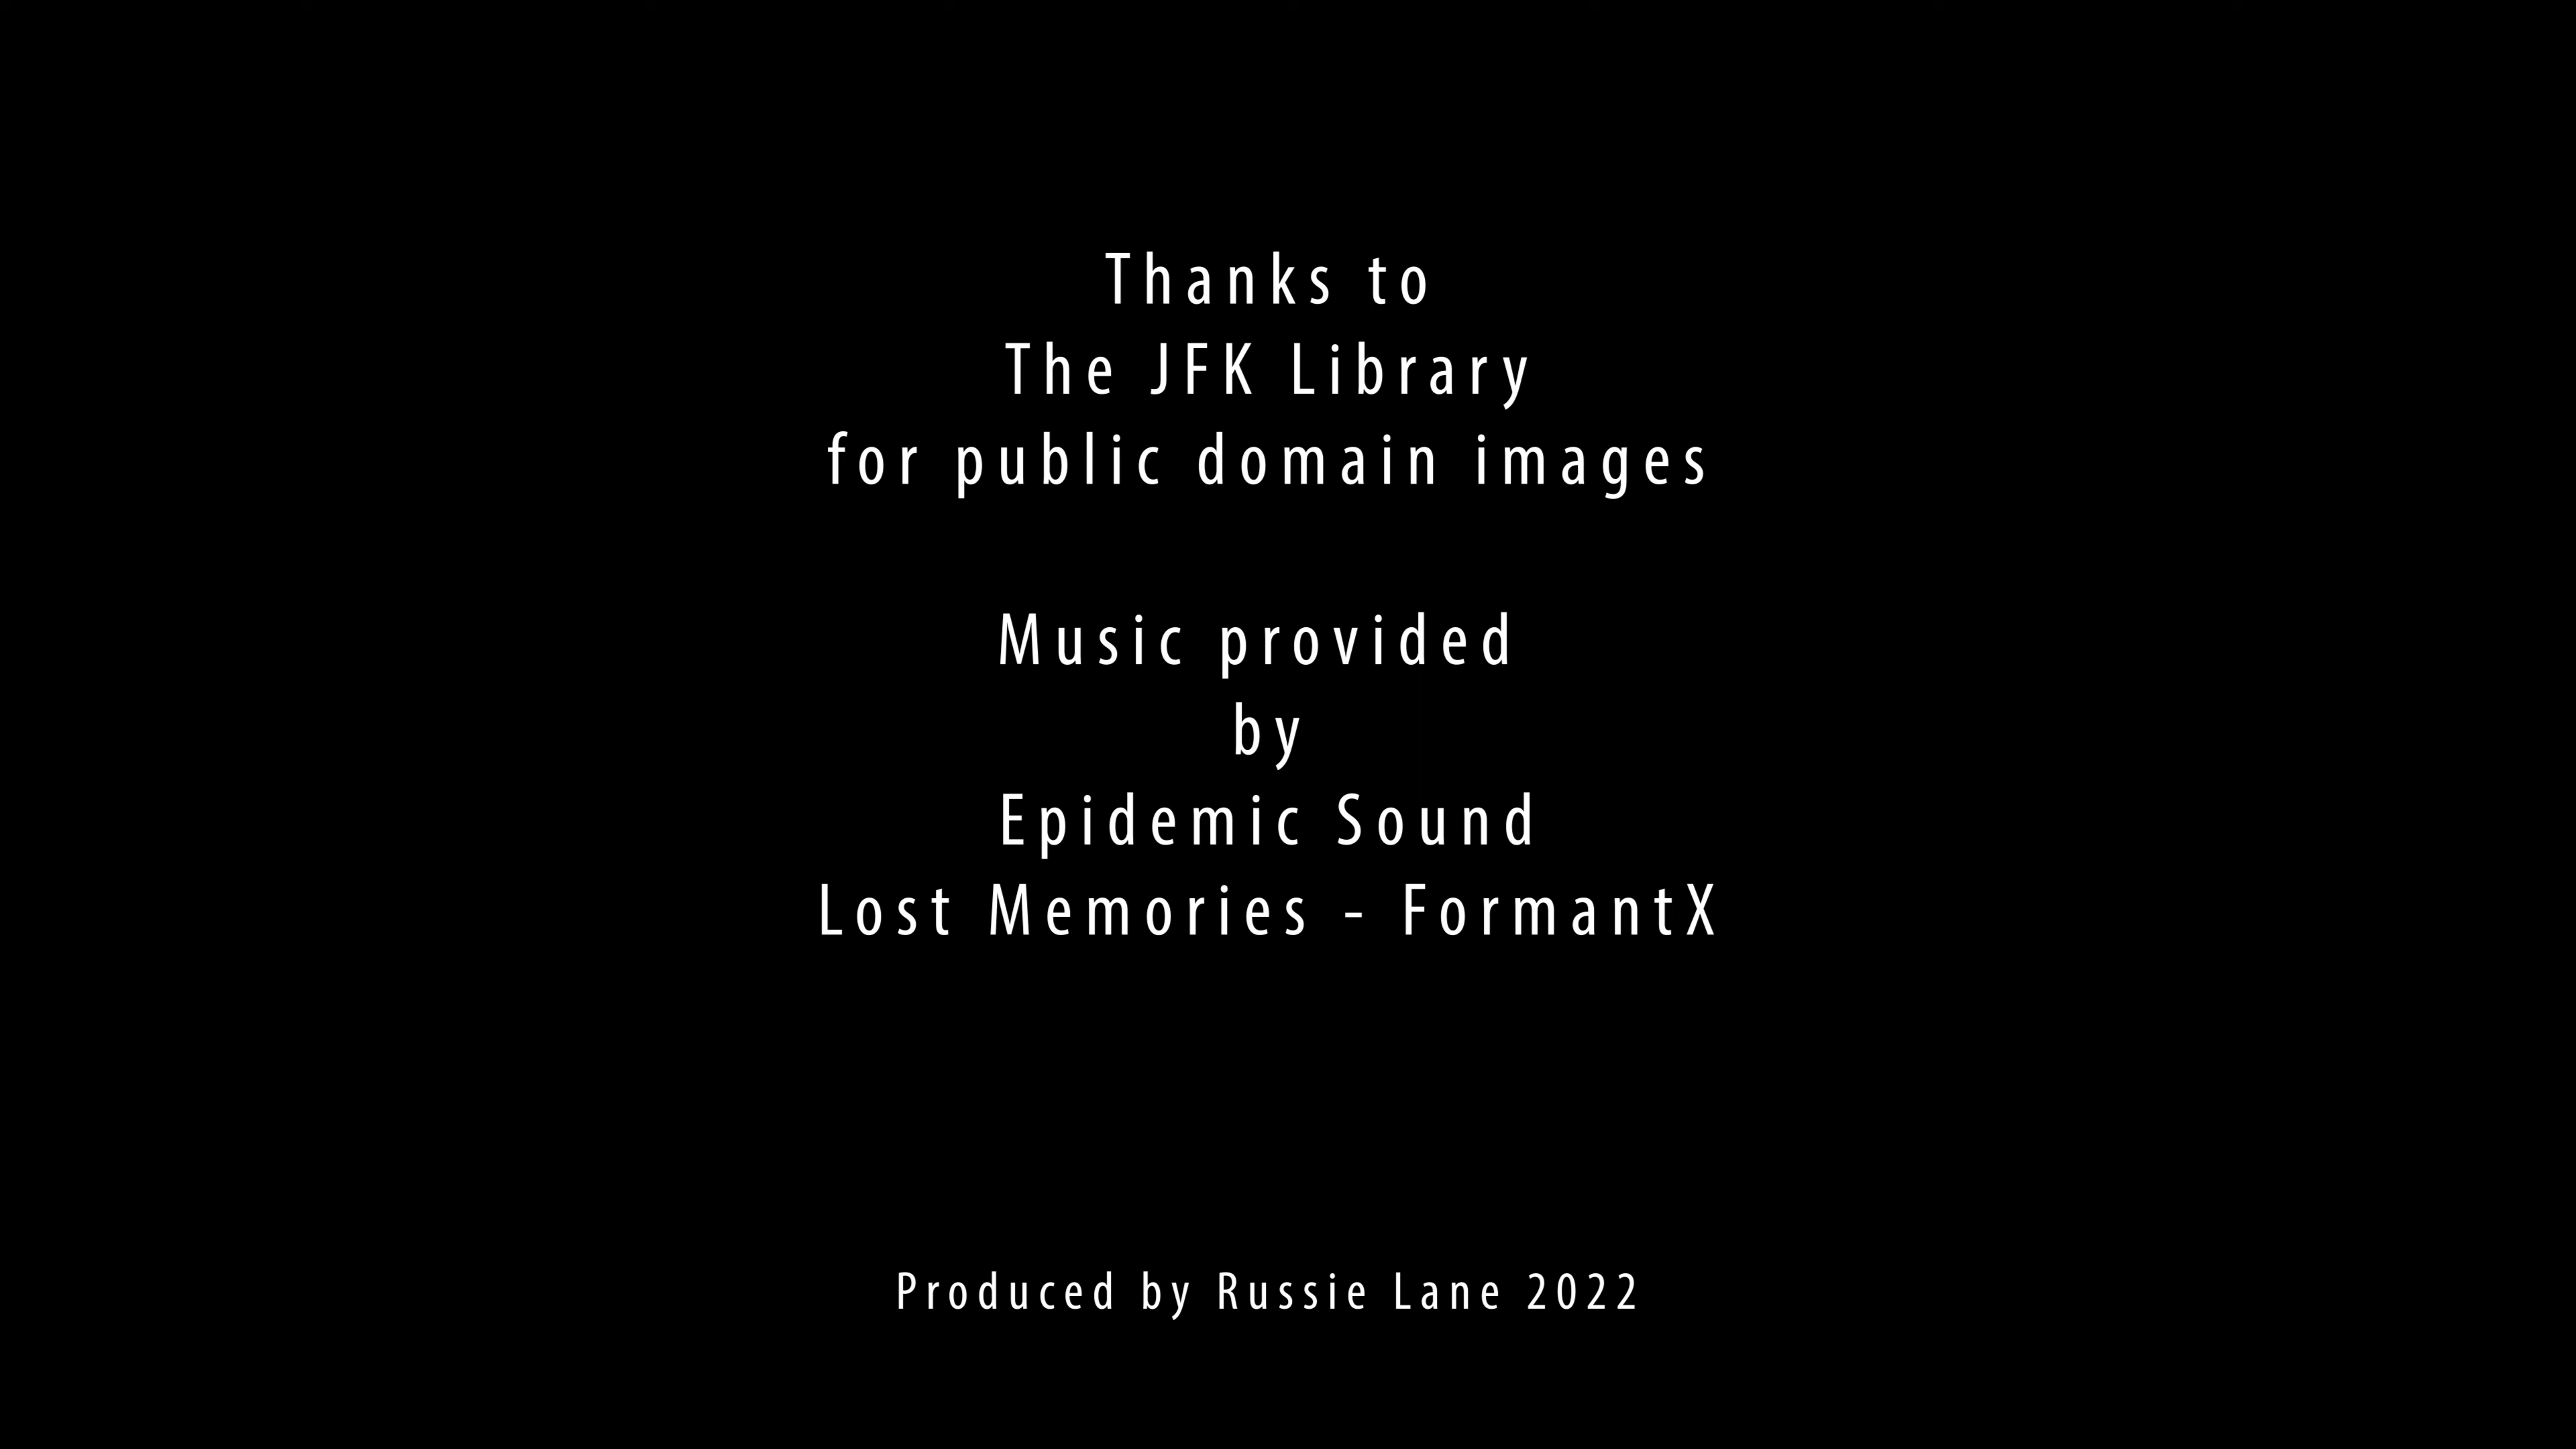 Thanks to
The JFK Library
for public domain images
Music provided
by
Epidemic Sound
Lost Memories - FormantX
Produced by Russie Lane 2022